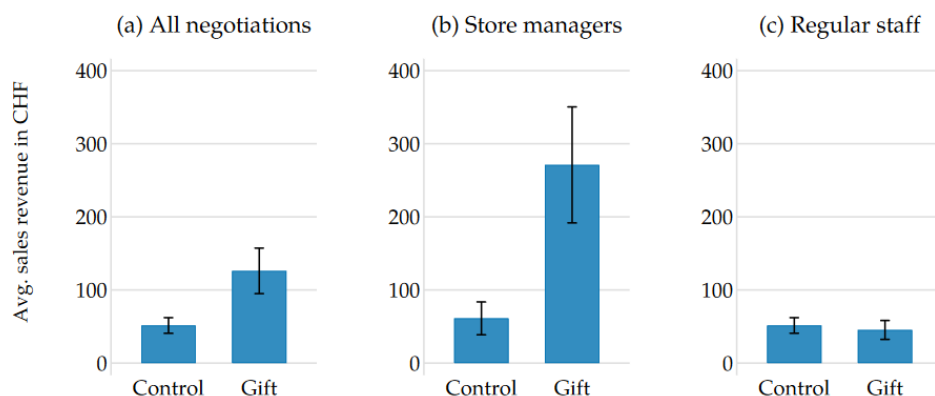 (a) All negotiations
(b) Store managers
(c) Regular staff
Avg. sales revenue in CHF
400
300
200
100
0
Control Gift
400
300
200
100
0
Control Gift
400
300
200
100
0
Control Gift